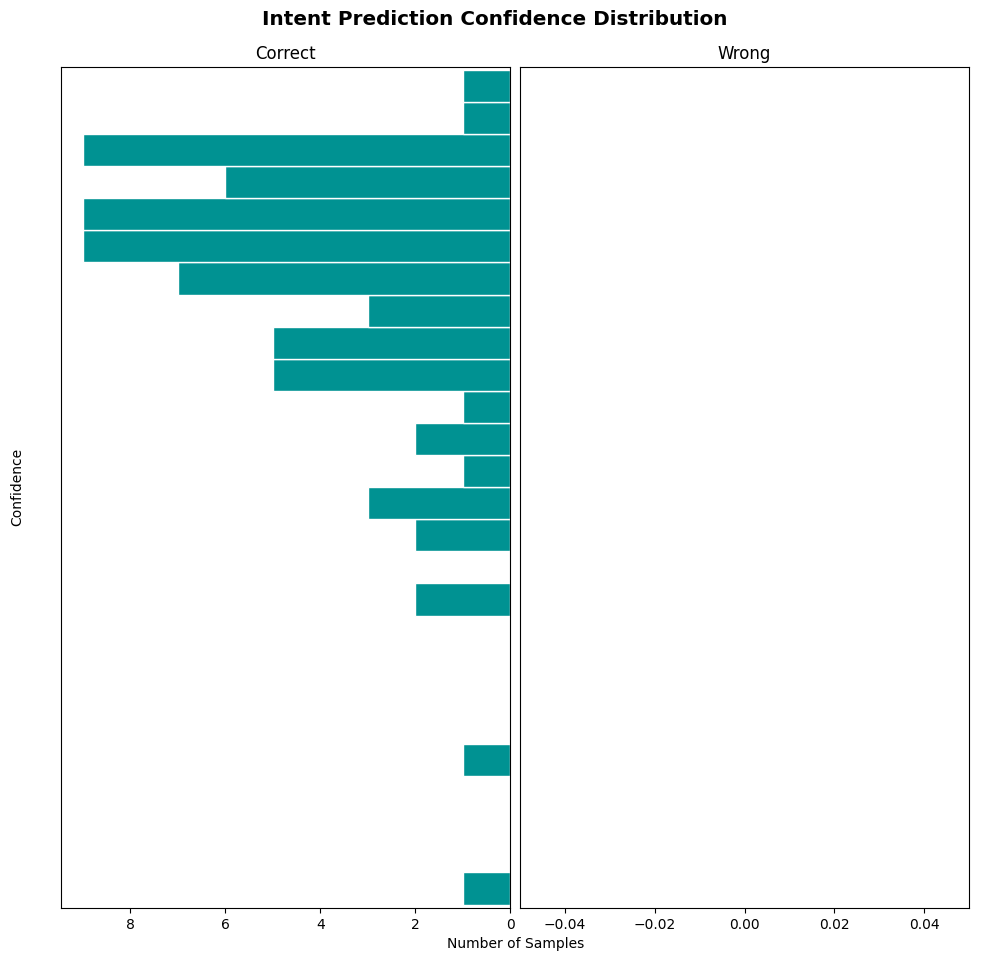 Intent Prediction Confidence Distribution
Correct
Wrong
Confidence
8 6 4 2 0
−0.04 −0.02 0.00 0.02 0.04
Number of Samples